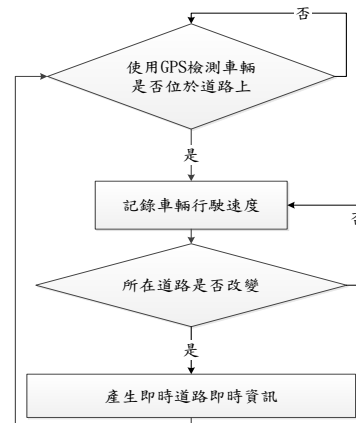 否
使用GPS檢測車輛
是否位於道路上
是
記錄車輛行駛速度
否
所在道路是否改變
是
產生即時道路即時資訊